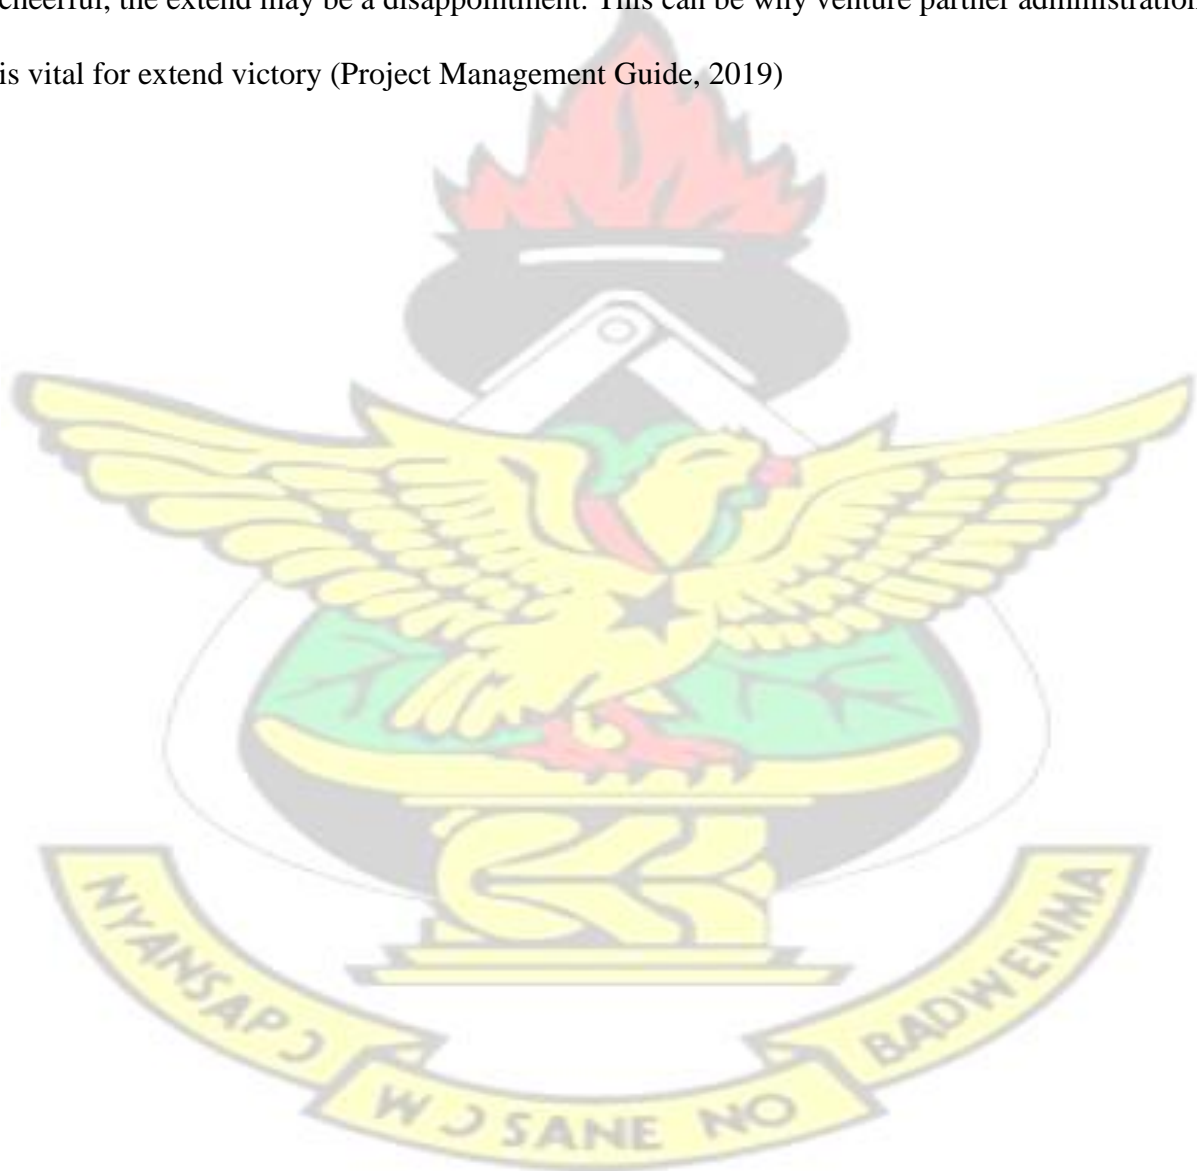 cheerful, the extend may be a disappointment. This can be why venture partner administration
is vital for extend victory (Project Management Guide, 2019)
NYANSAPƆ
WƆSANE NO
BADWENMA